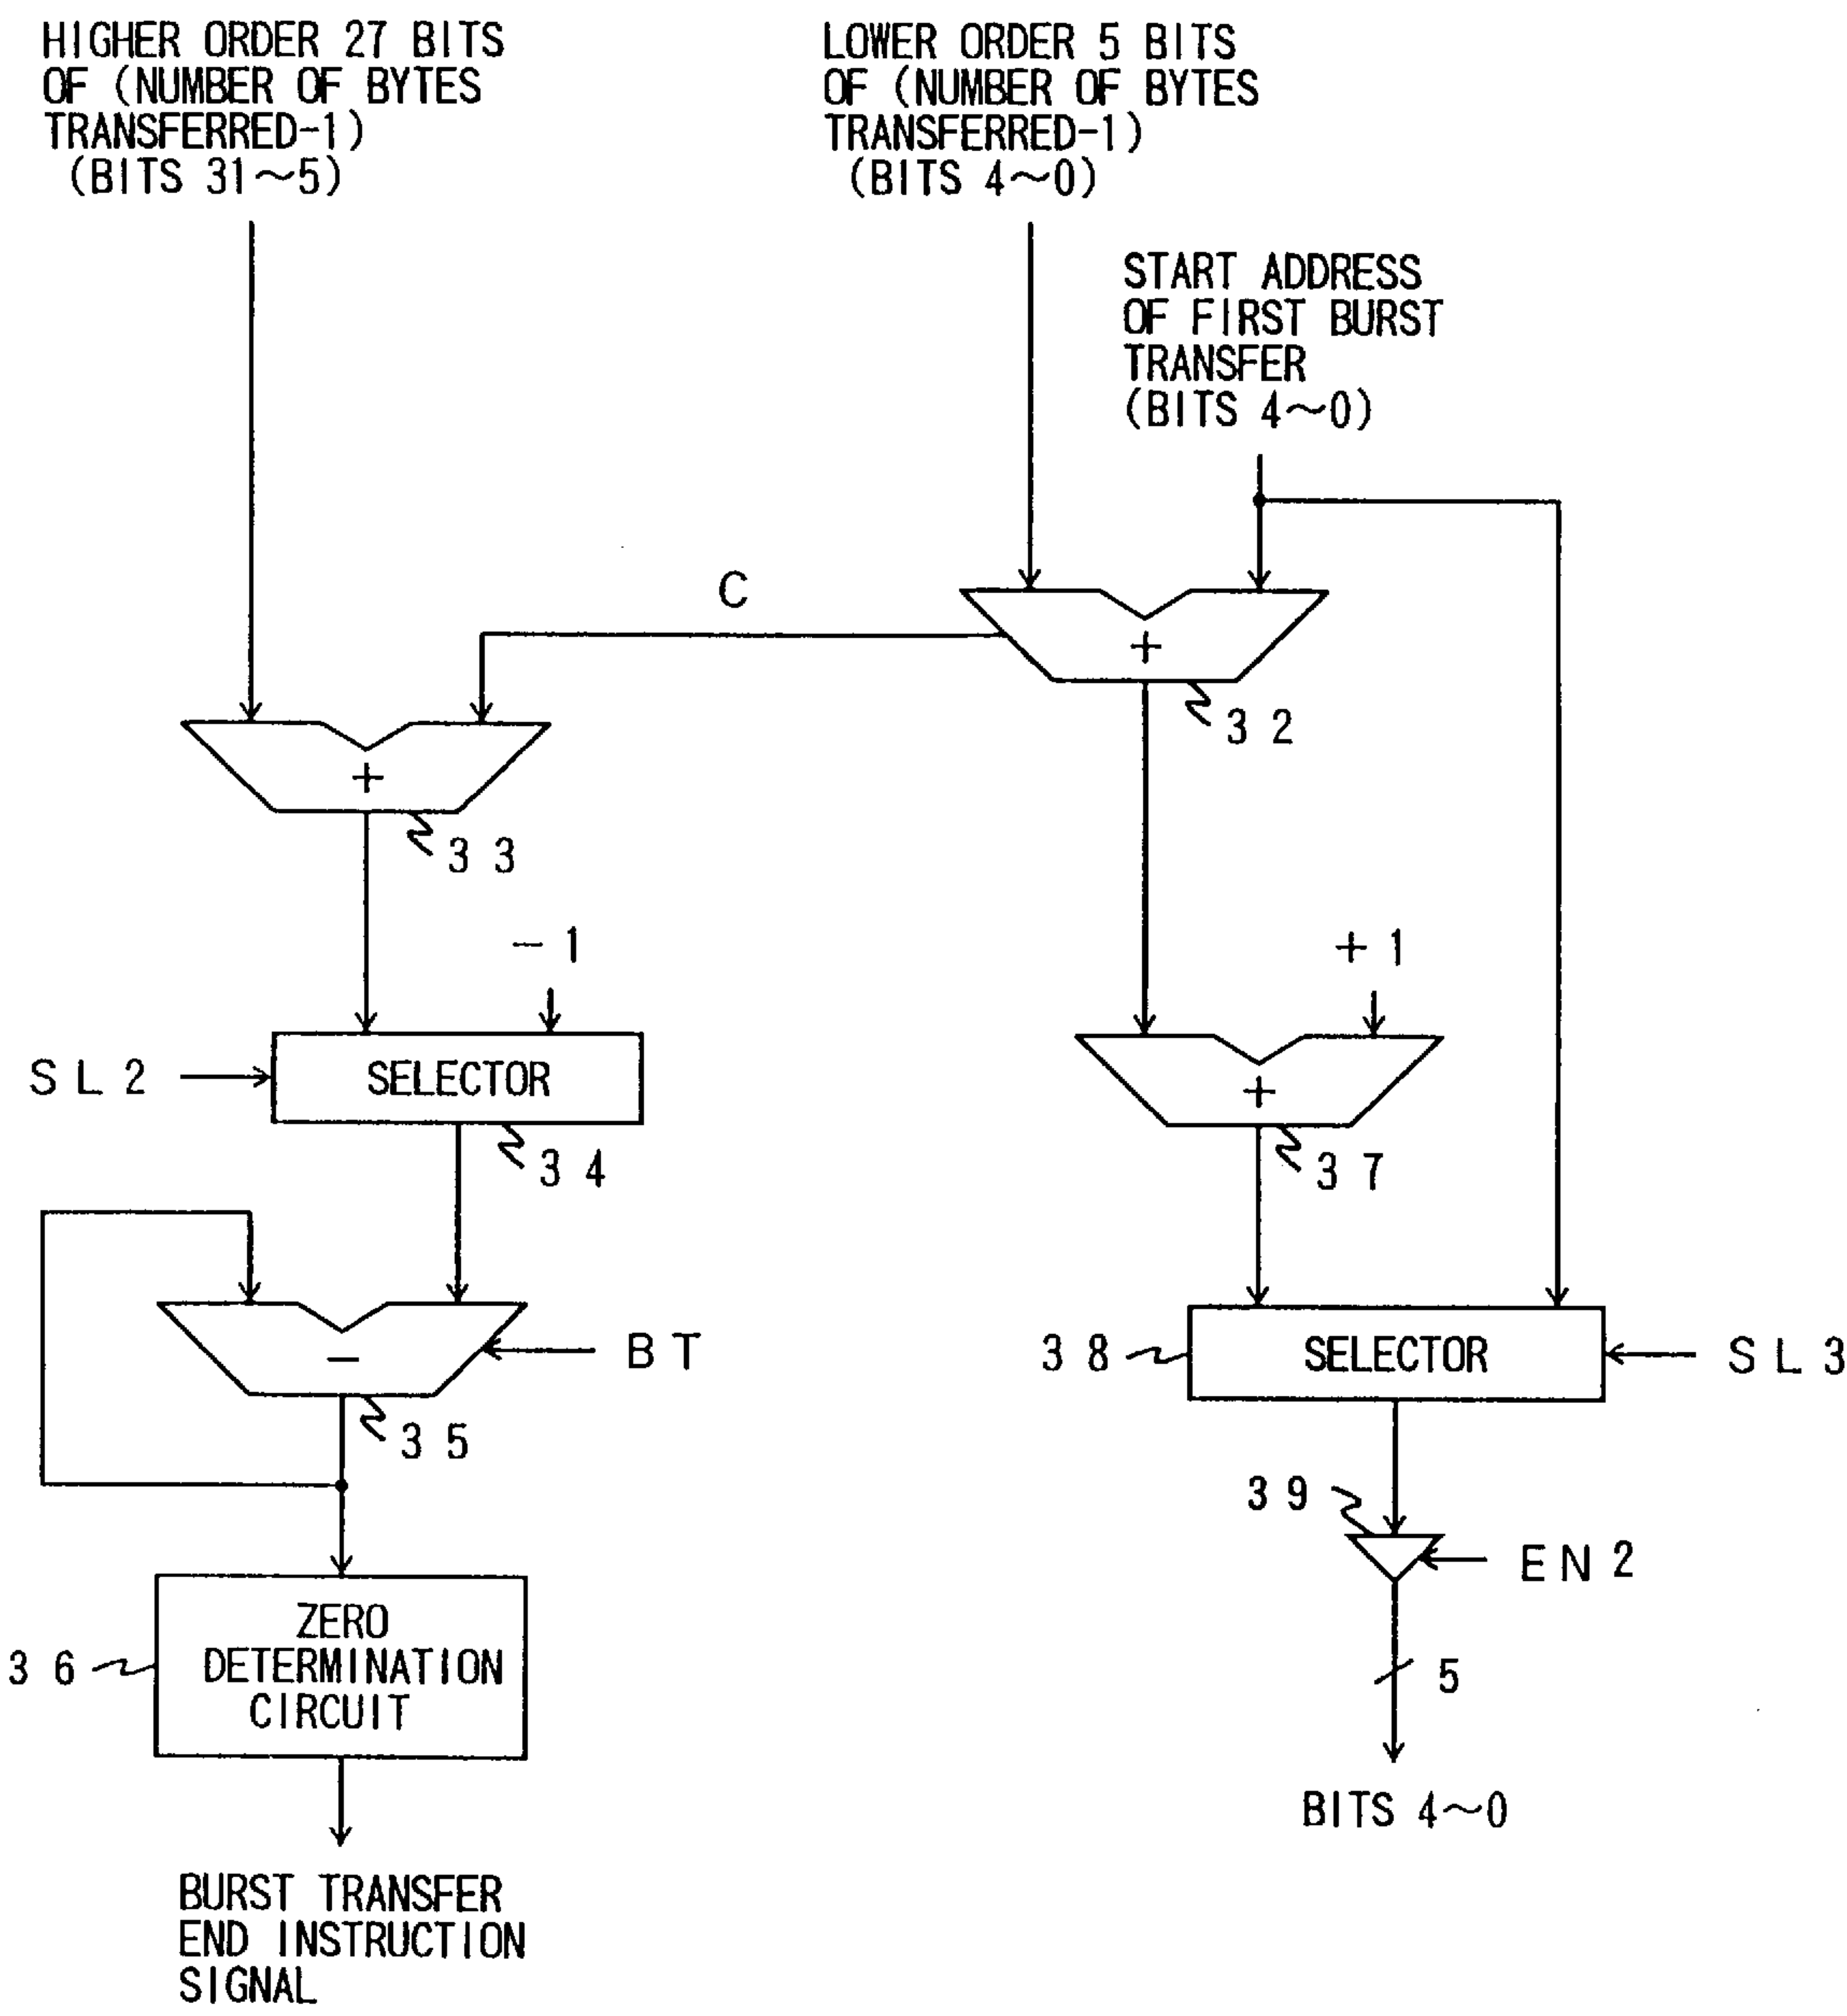 HIGHER ORDER 27 BITS
OF (NUMBER OF BYTES
TRANSFERRED-1)
(BITS 31~5)
LOWER ORDER 5 BITS
OF (NUMBER OF BYTES
TRANSFERRED-1)
(BITS 4~0)
START ADDRESS
OF FIRST BURST
TRANSFER
(BITS 4~0)
C
+
32
+
33
-1
+1
SL2
SELECTOR
34
+
37
-
BT
35
38
SELECTOR
SL3
39
EN2
36
ZERO
DETERMINATION
CIRCUIT
5
BITS 4~0
BURST TRANSFER
END INSTRUCTION
SIGNAL